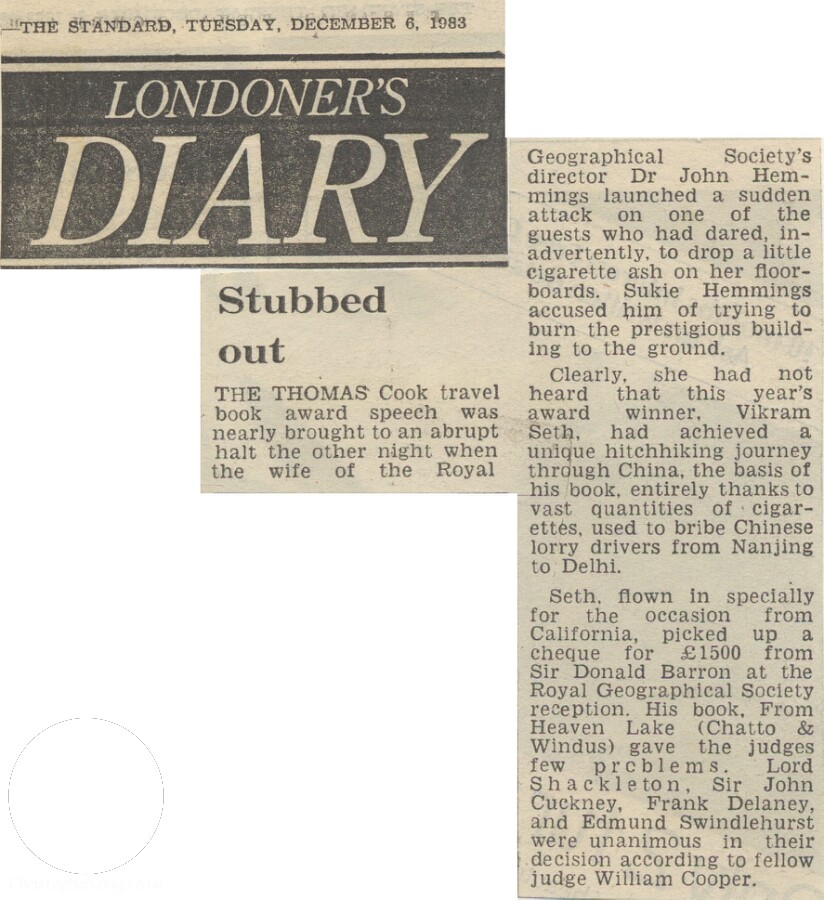 THE STANDARD, TUESDAY, DECEMBER 6, 1983
LONDONER'S
DIARY
Stubbed
out
THE THOMAS Cook travel
book award speech was
nearly brought to an abrupt
halt the other night when
the wife of the Royal
Geographical Society's
director Dr John Hem-
mings launched a sudden
attack on one of the
guests who had dared, in-
advertently, to drop a little
cigarette ash on her floor-
boards. Sukie Hemmings
accused him of trying to
burn the prestigious build-
ing to the ground.
Clearly, she had not
heard that this year's
award winner, Vikram
Seth, had achieved a
unique hitchhiking journey
through China, the basis of
his book, entirely thanks to
vast quantities of cigar-
ettes, used to bribe Chinese
lorry drivers from Nanjing
to Delhi.
Seth, flown in specially
for the occasion from
California, picked up a
cheque for £1500 from
Sir Donald Barron at the
Royal Geographical Society
reception. His book, From
Heaven Lake (Chatto &
Windus) gave the judges
few prcblems. Lord
Shackleton, Sir John
Cuckney, Frank Delaney,
and Edmund Swindlehurst
were unanimous in their
decision according to fellow
judge William Cooper.